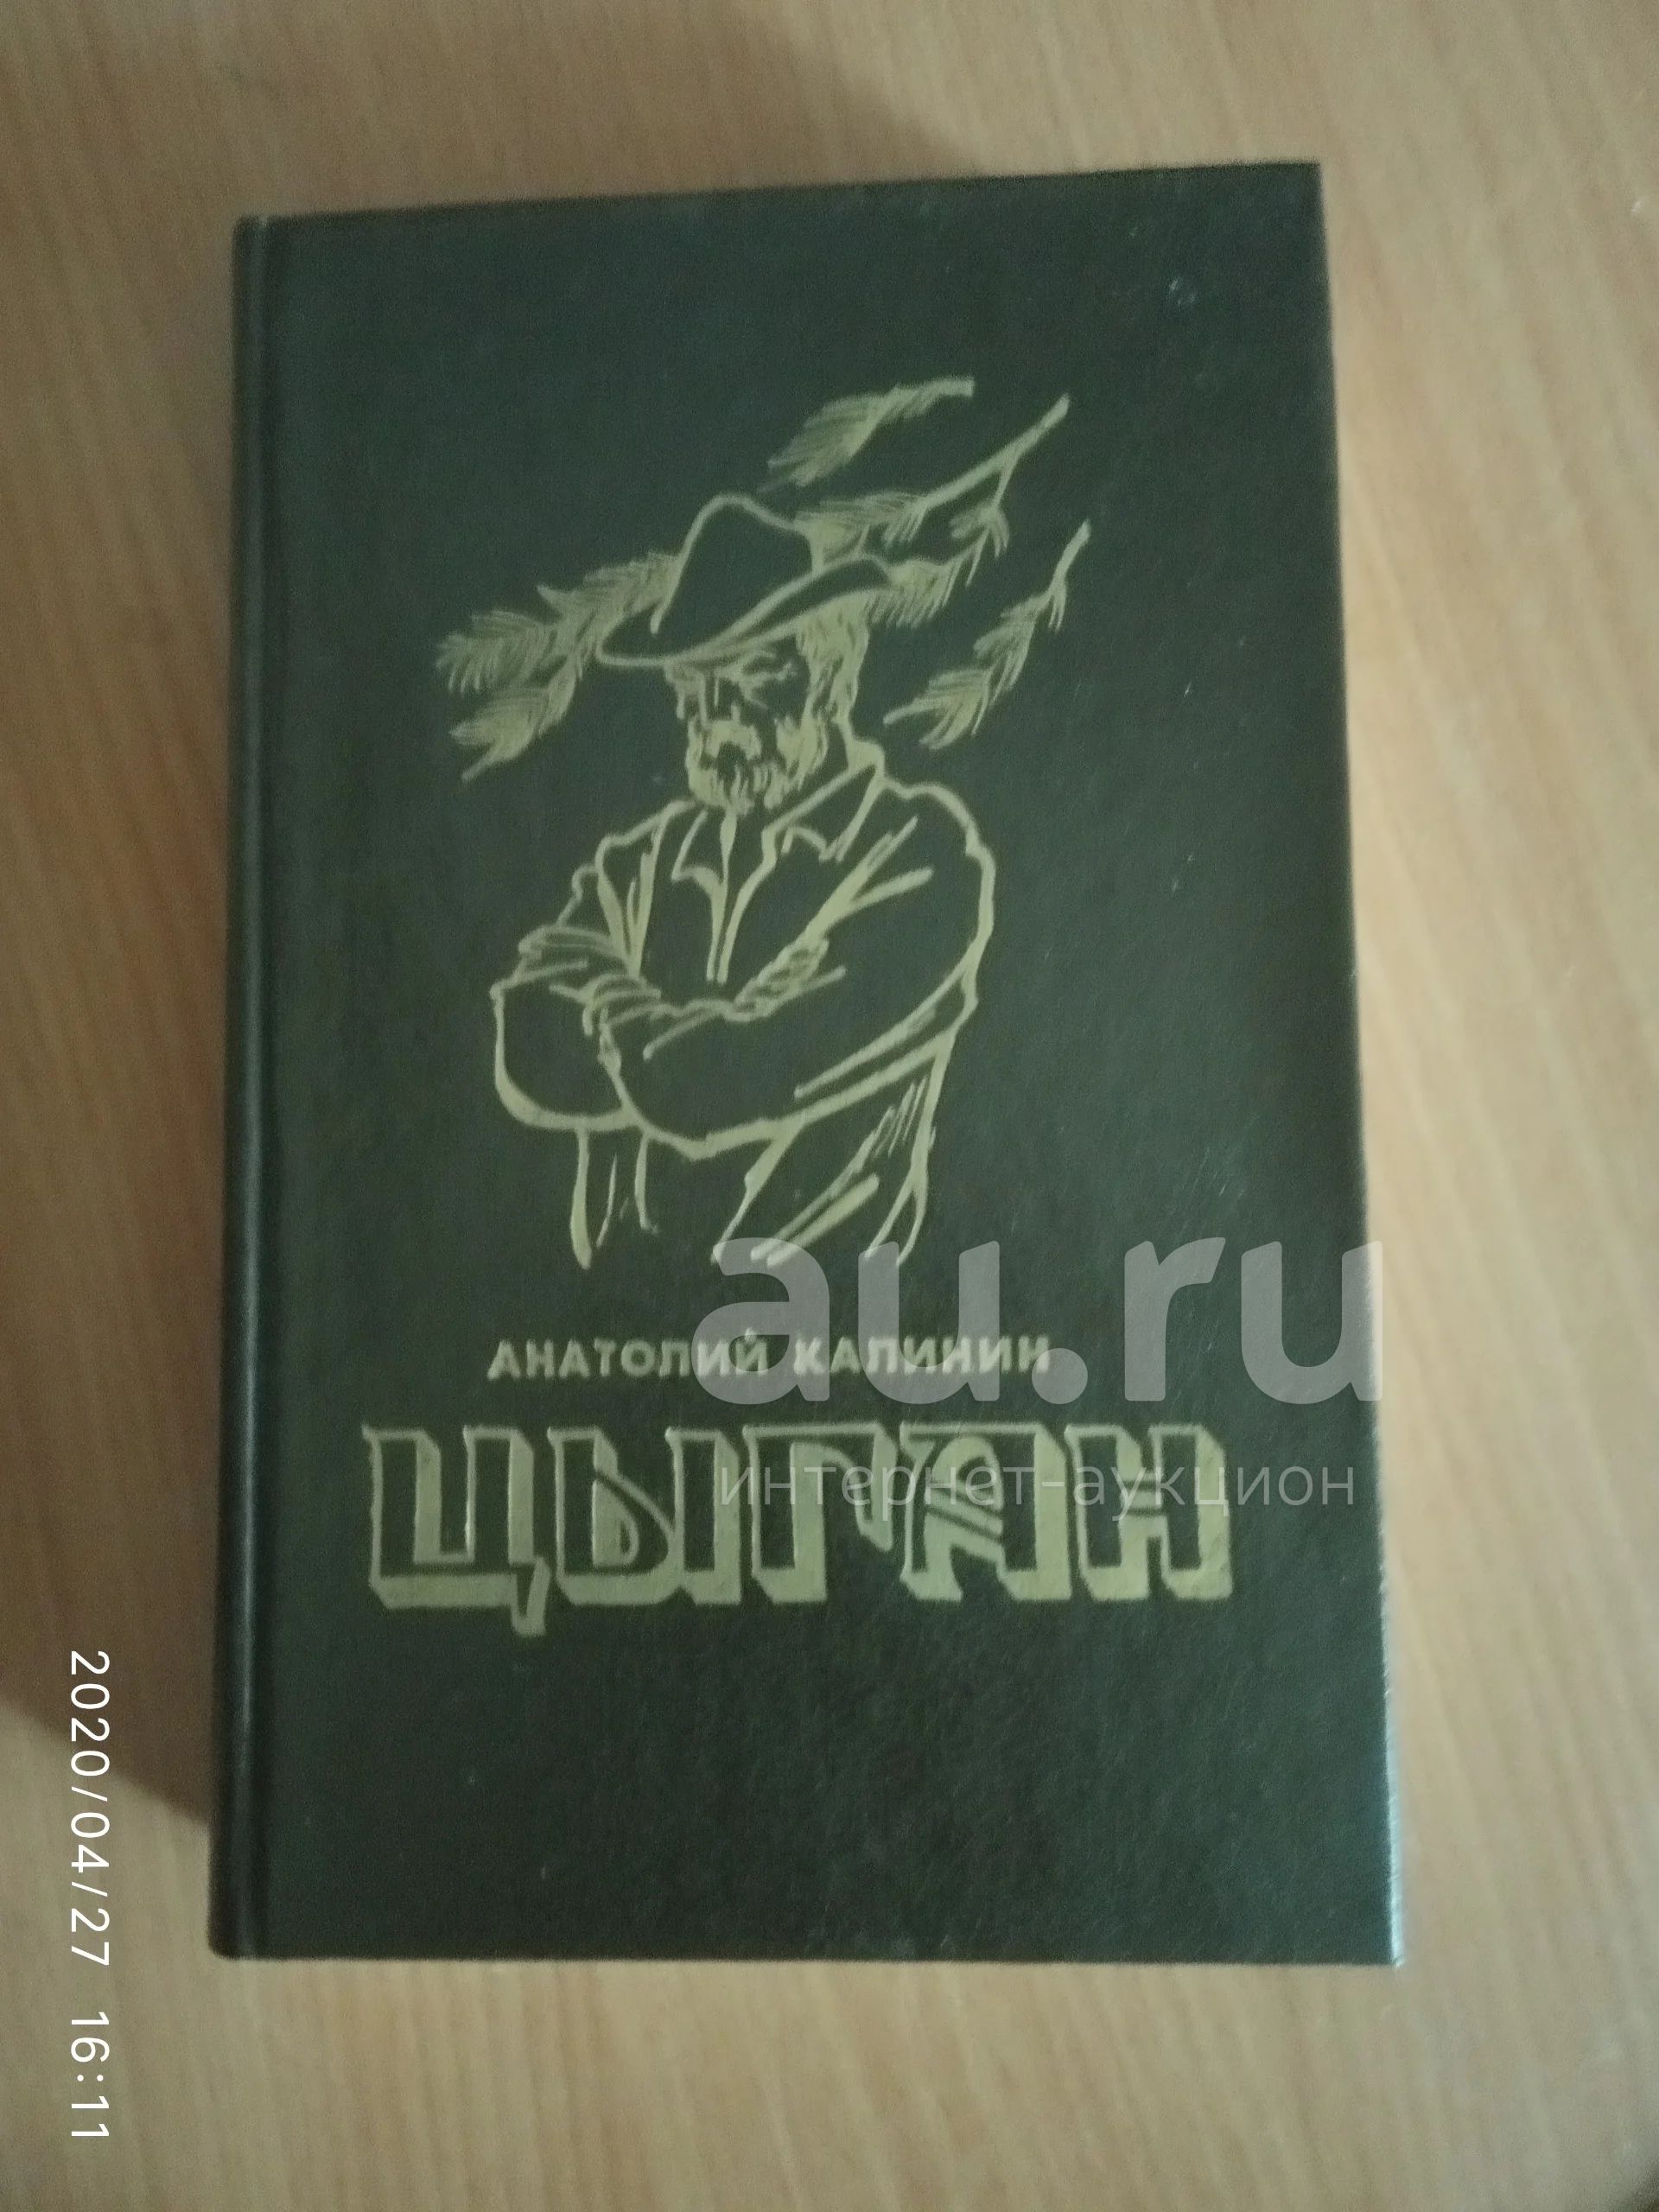 au.ru
АНАТОЛИЙ КАЛИНИН
ЦЫГАН
интернет-аукцион
2020/04/27 16:11